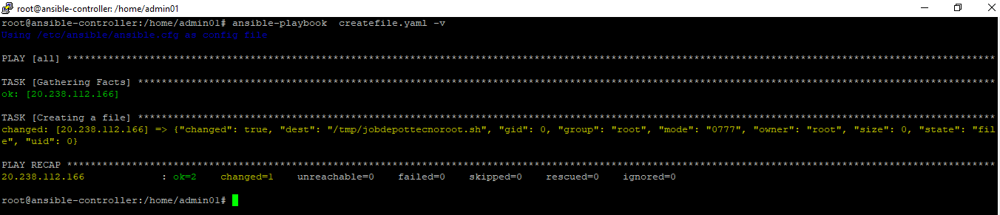 root@ansible-controller: /home/admin01
root@ansible-controller:/home/admin01# ansible-playbook  createfile.yaml -v
Using /etc/ansible/ansible.cfg as config file
PLAY [all] *****************************************************************************************************************************************************
TASK [Gathering Facts] *****************************************************************************************************************************************
ok: [20.238.112.166]
TASK [Creating a file] *****************************************************************************************************************************************
changed: [20.238.112.166] => {"changed": true, "dest": "/tmp/jobdepottecnoroot.sh", "gid": 0, "group": "root", "mode": "0777", "owner": "root", "size": 0, "state": "fil
e", "uid": 0}
PLAY RECAP *****************************************************************************************************************************************************
20.238.112.166             : ok=2    changed=1    unreachable=0    failed=0    skipped=0    rescued=0    ignored=0
root@ansible-controller:/home/admin01#